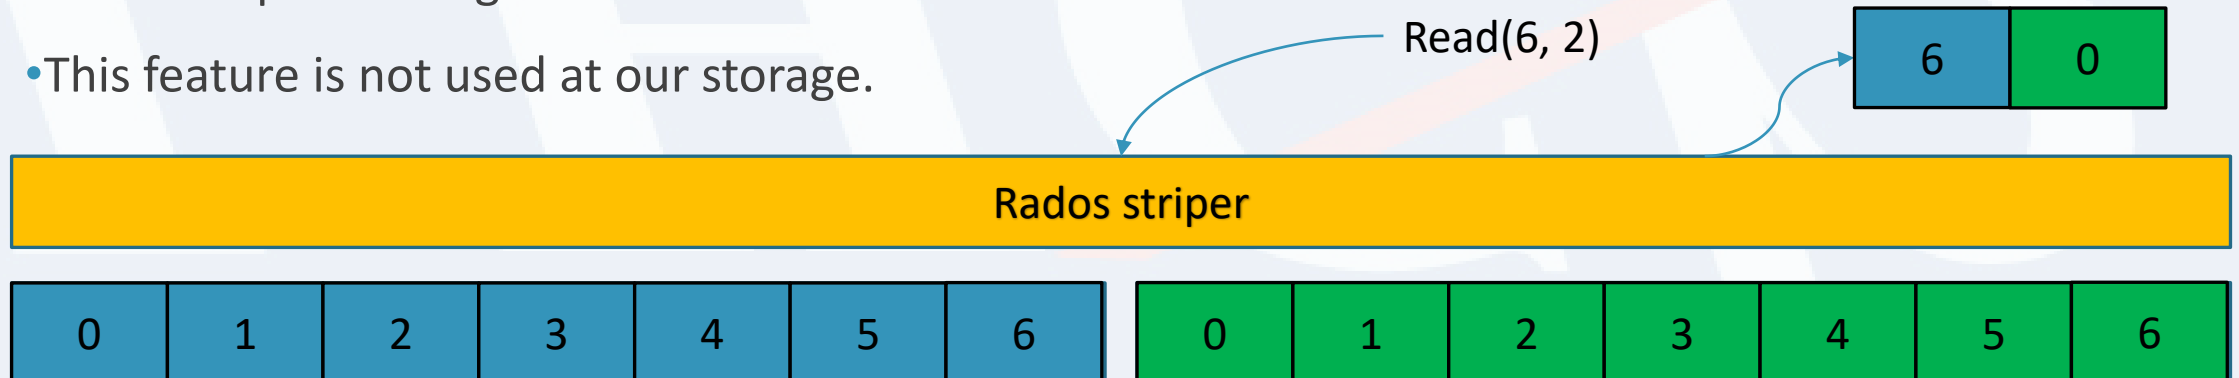 •This feature is not used at our storage.
Read(6, 2)
6 0
Rados striper
0 1 2 3 4 5 6 0 1 2 3 4 5 6